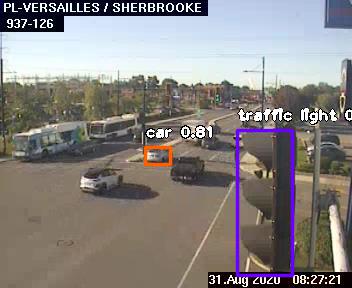 PL-VERSAILLES / SHERBROOKE
937-126
traffic light 0
car 0.81
31.Aug 2020 08:27:21